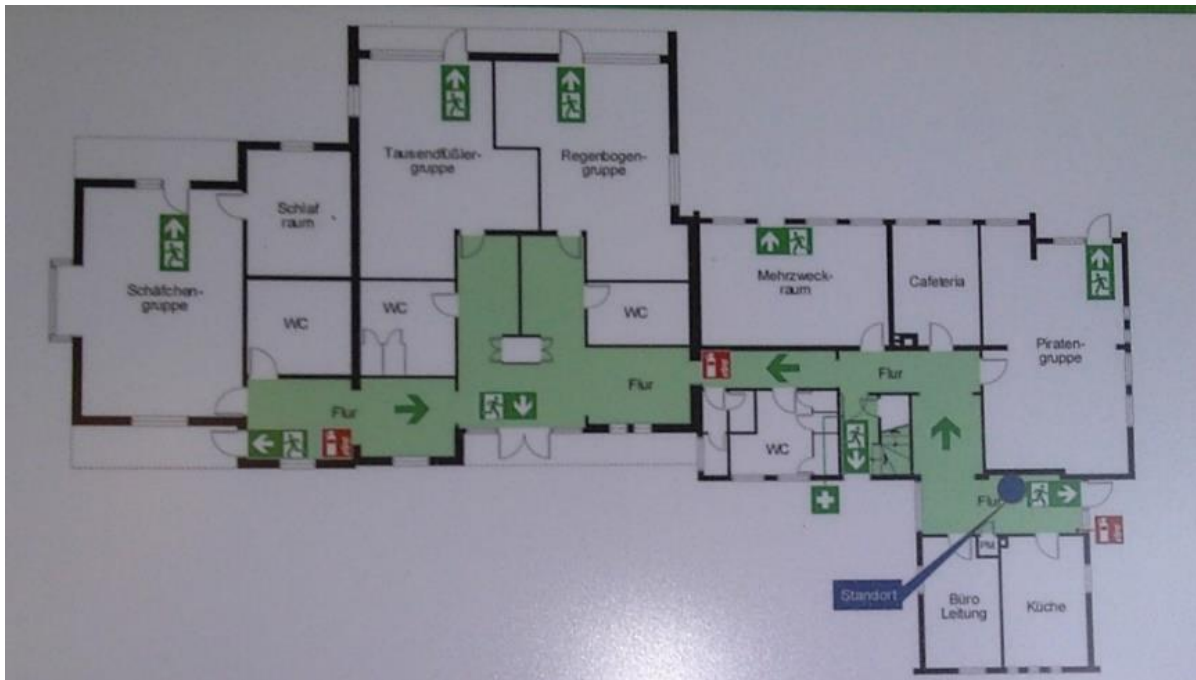 Tausendfüßler-
gruppe
Regenbogen-
gruppe
Schlaf
raum
Schäfchen-
gruppe
WC
WC
WC
Mehrzweck-
raum
Cafeteria
Piraten-
gruppe
Flur
Flur
Flur
WC
Flur
Standort
Büro
Leitung
Küche